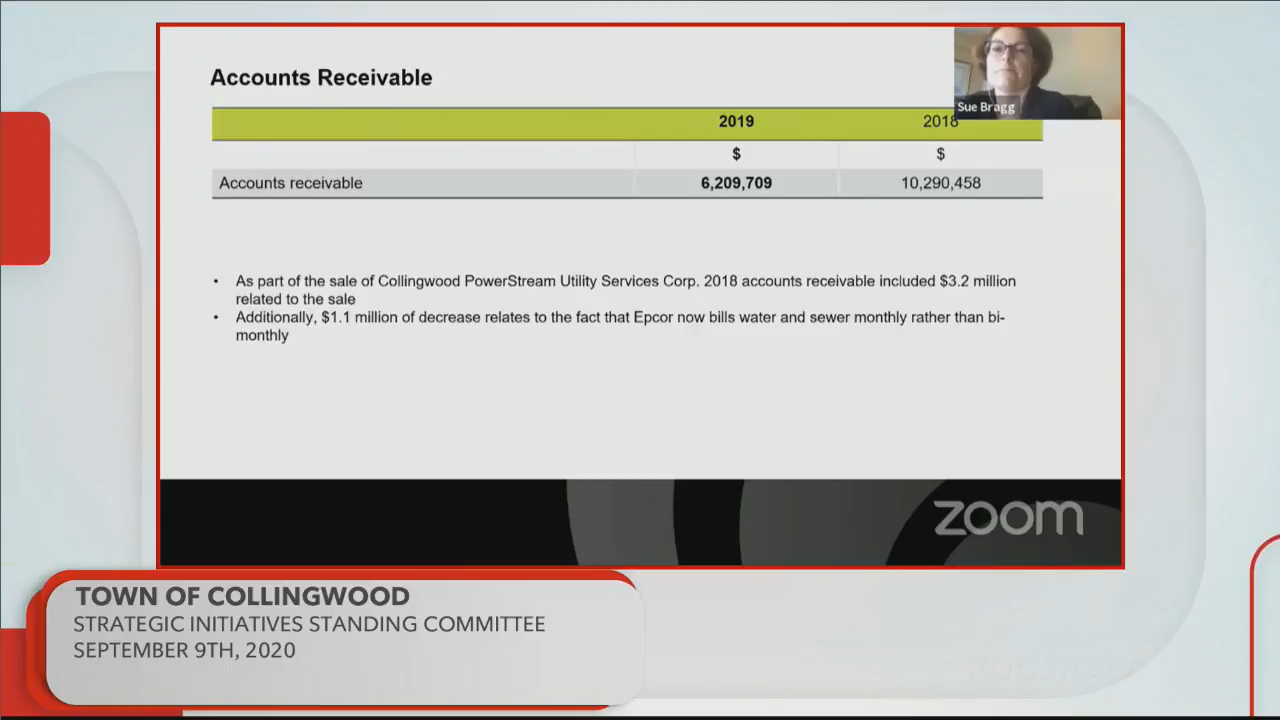 Accounts Receivable
Sue Bragg
2019 2018
$ $
Accounts receivable 6,209,709 10,290,458
• As part of the sale of Collingwood PowerStream Utility Services Corp. 2018 accounts receivable included $3.2 million
related to the sale
• Additionally, $1.1 million of decrease relates to the fact that Epcor now bills water and sewer monthly rather than bi-
monthly
zoom
TOWN OF COLLINGWOOD
STRATEGIC INITIATIVES STANDING COMMITTEE
SEPTEMBER 9TH, 2020